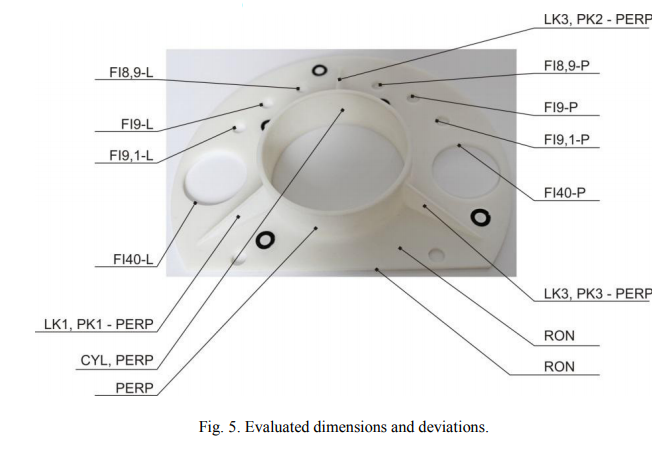 LK3, PK2 - PERP
FI8,9-L
FI8,9-P
FI9-L
FI9-P
FI9,1-L
FI9,1-P
FI40-P
FI40-L
LK3, PK3 - PERP
LK1, PK1 - PERP
RON
CYL, PERP
RON
PERP
Fig. 5. Evaluated dimensions and deviations.